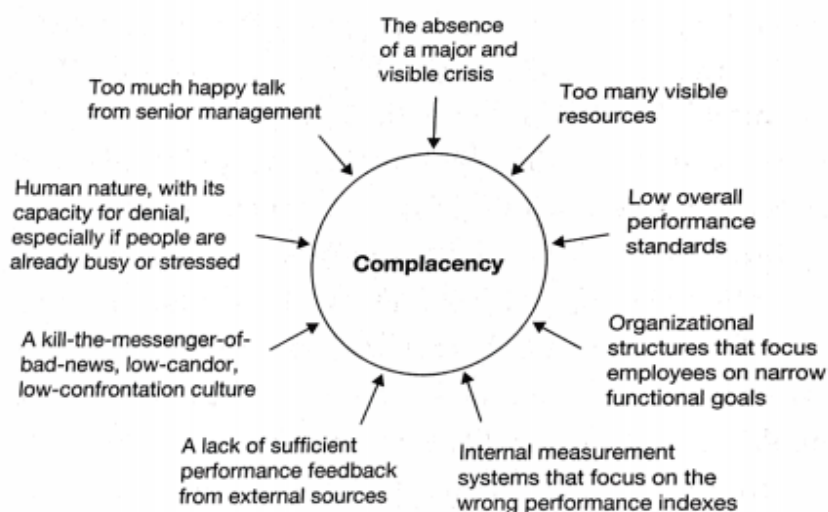 The absence
of a major and
visible crisis
Too many visible
resources
Low overall
performance
standards
Organizational
structures that focus
employees on narrow
functional goals
Internal measurement
systems that focus on the
wrong performance indexes
A lack of sufficient
performance feedback
from external sources
A kill-the-messenger-of-
bad-news, low-candor,
low-confrontation culture
Human nature, with its
capacity for denial,
especially if people are
already busy or stressed
Too much happy talk
from senior management
Complacency